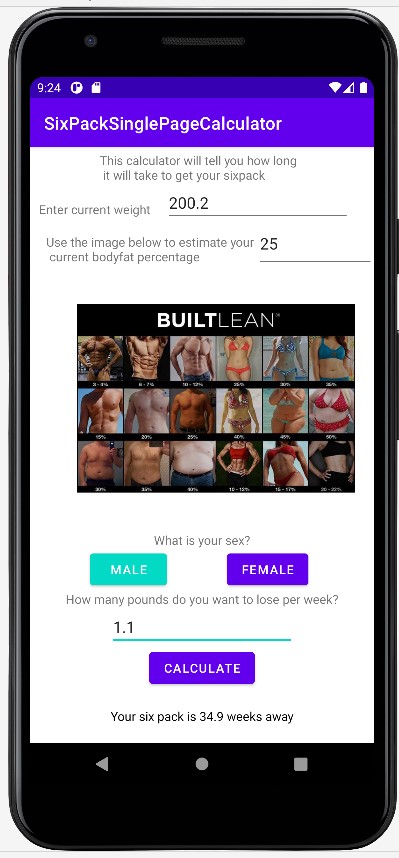 9:24
SixPackSinglePageCalculator
This calculator will tell you how long
it will take to get your sixpack
Enter current weight 200.2
Use the image below to estimate your 25
current bodyfat percentage
BUILTLEAN
3 - 4% 6 - 7% 10 - 12% 25% 30% 35%
15% 20% 25% 40% 45% 50%
30% 35% 40% 10 - 12% 15 - 17% 20 - 22%
What is your sex?
MALE FEMALE
How many pounds do you want to lose per week?
1.1
CALCULATE
Your six pack is 34.9 weeks away